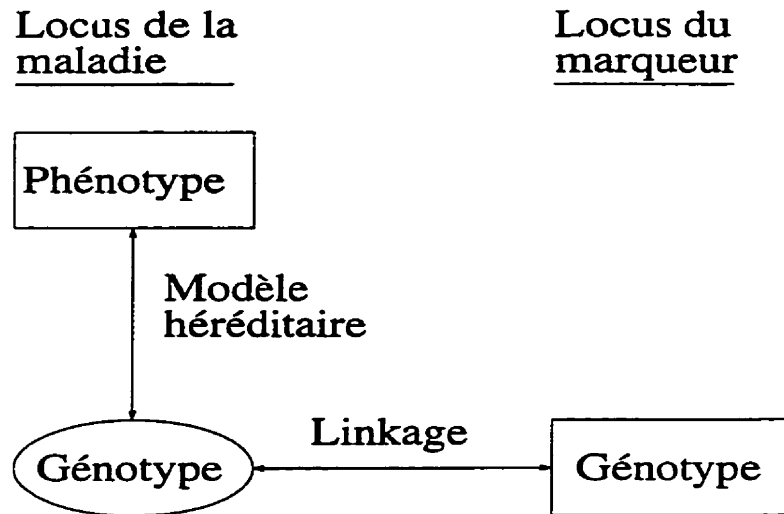 Locus de la
maladie
Locus du
marqueur
Phénotype
Modèle
héréditaire
Linkage
Génotype
Génotype